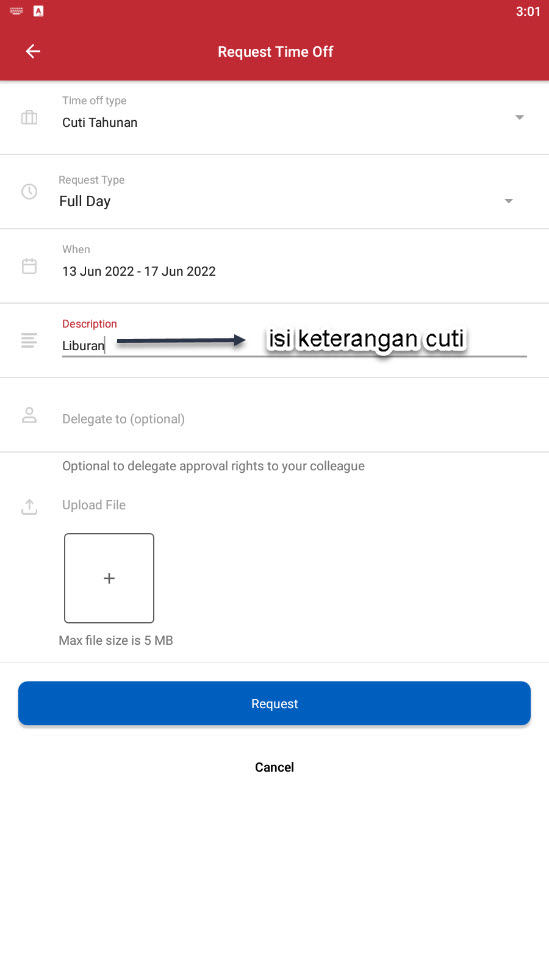 3:01
Request Time Off
Time off type
Cuti Tahunan
Request Type
Full Day
When
13 Jun 2022 - 17 Jun 2022
Description
Liburan
isi keterangan cuti
Delegate to (optional)
Optional to delegate approval rights to your colleague
Upload File
+
Max file size is 5 MB
Request
Cancel